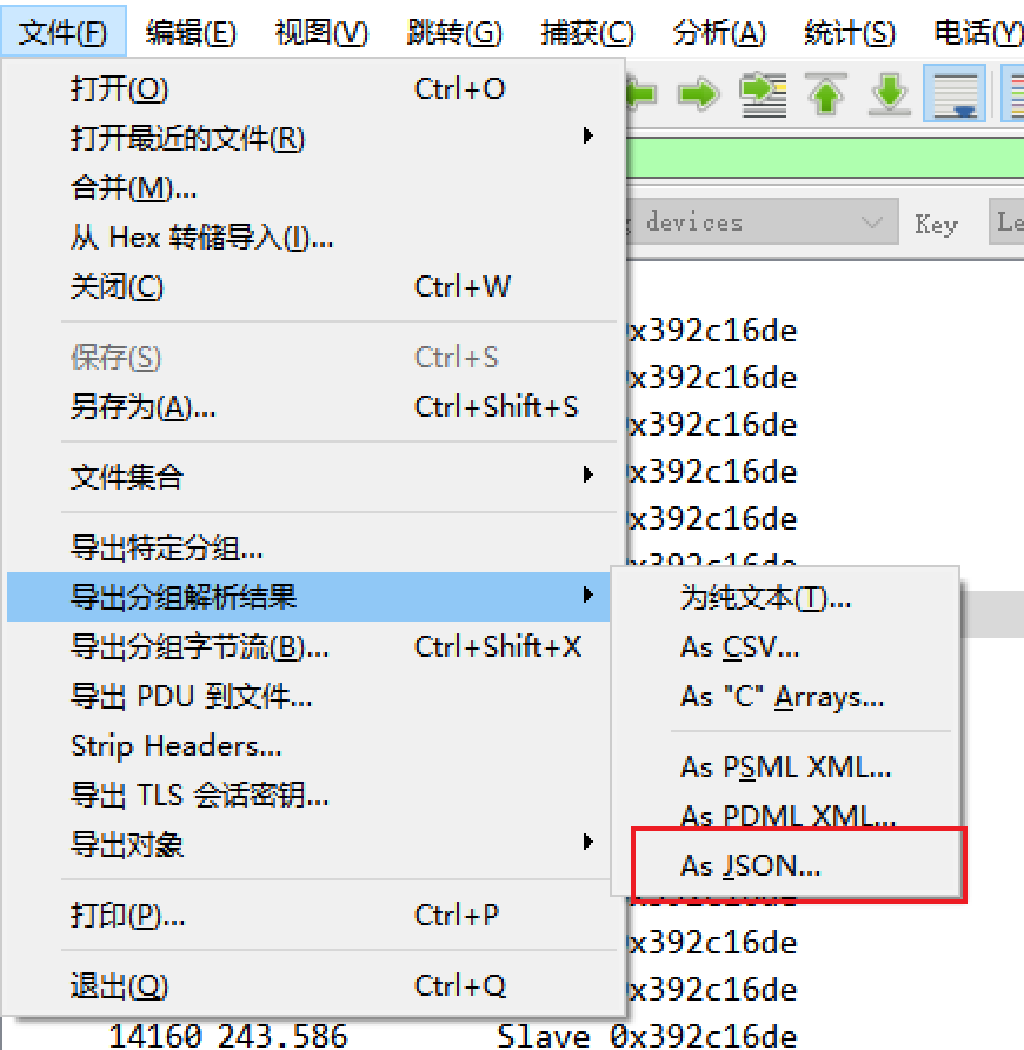 文件(F) 编辑(E) 视图(V) 跳转(G) 捕获(C) 分析(A) 统计(S) 电话(Y)
打开(O) Ctrl+O
打开最近的文件(R)
合并(M)...
从 Hex 转储导入(I)...
关闭(C) Ctrl+W
保存(S) Ctrl+S
另存为(A)... Ctrl+Shift+S
文件集合
导出特定分组...
导出分组解析结果
导出分组字节流(B)... Ctrl+Shift+X
导出 PDU 到文件...
Strip Headers...
导出 TLS 会话密钥...
导出对象
打印(P)... Ctrl+P
退出(Q) Ctrl+Q
为纯文本(T)...
As CSV...
As "C" Arrays...
As PSML XML...
As PDML XML...
As JSON...
devices Key Le
x392c16de
x392c16de
x392c16de
x392c16de
x392c16de
x392c16de
x392c16de
x392c16de
14160 243.586 Slave 0x392c16de